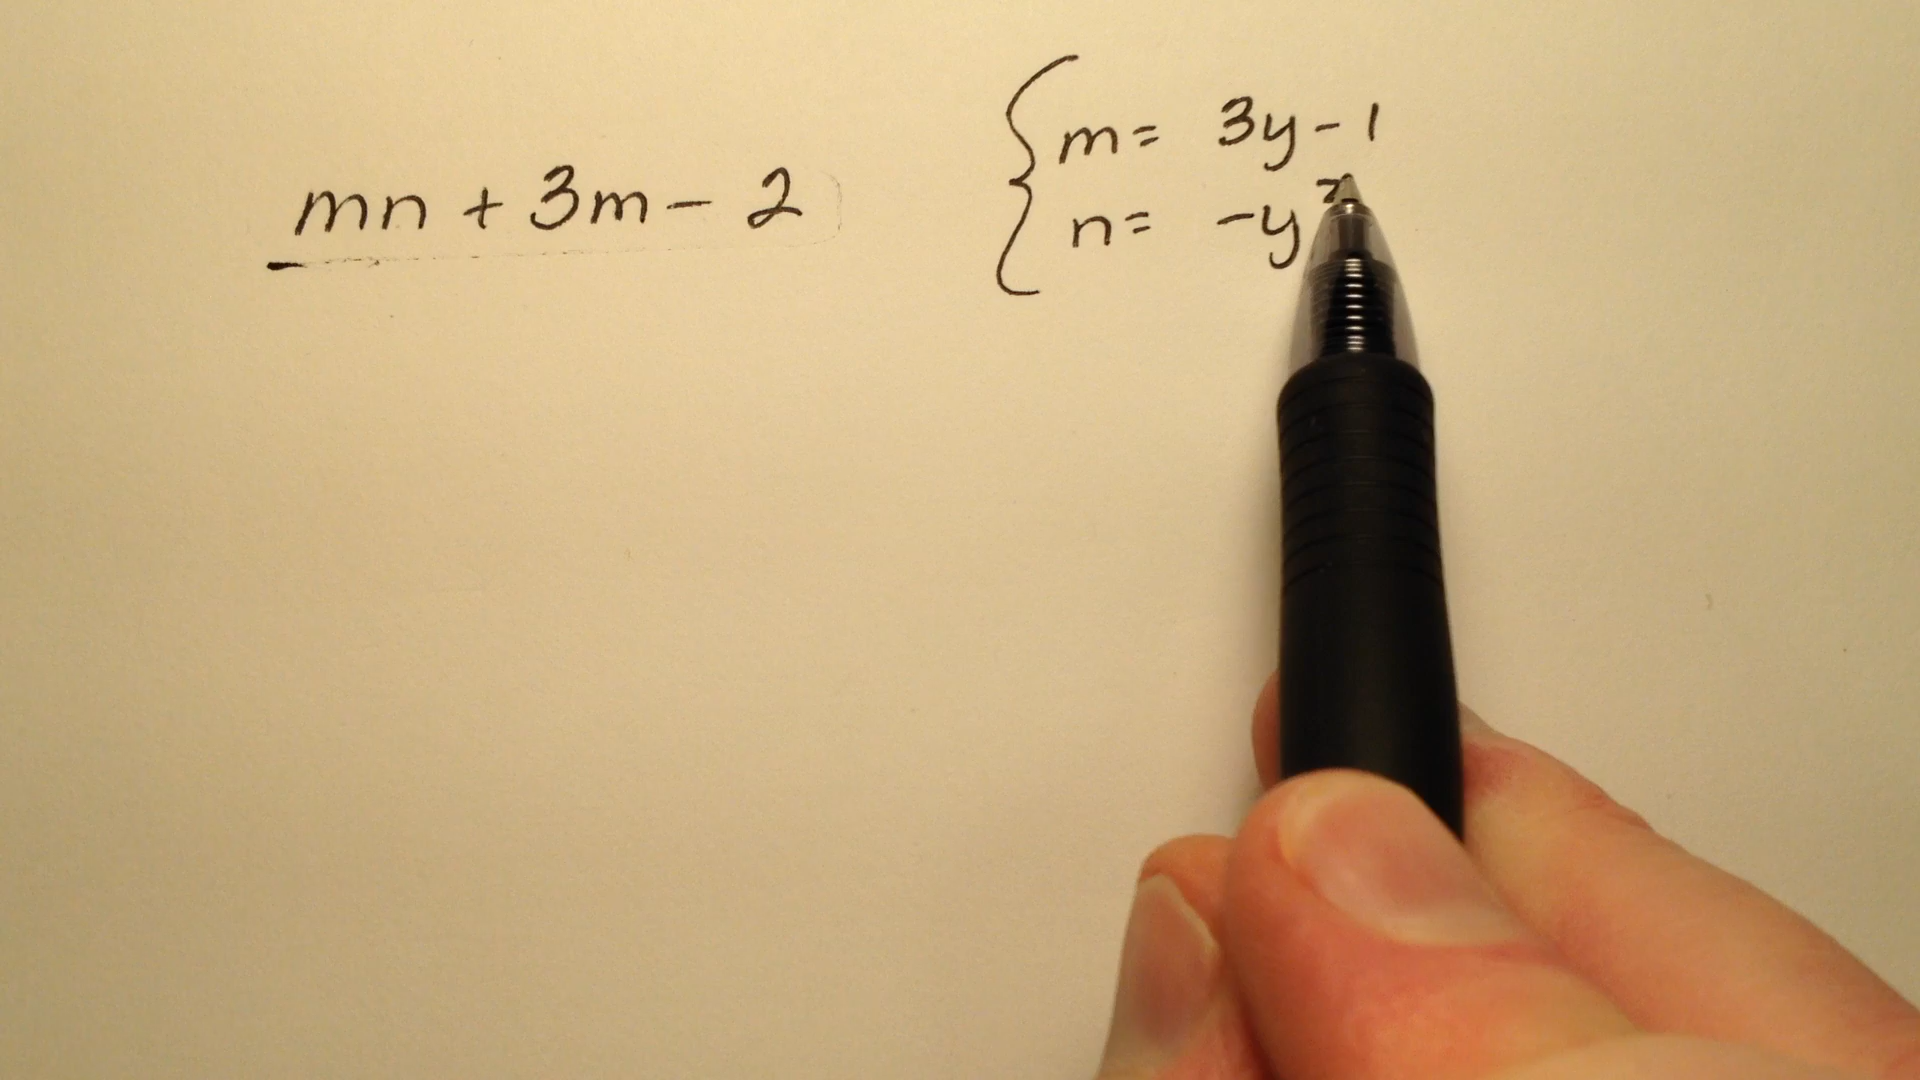 mn + 3m - 2
m = 3y - 1
n = -y